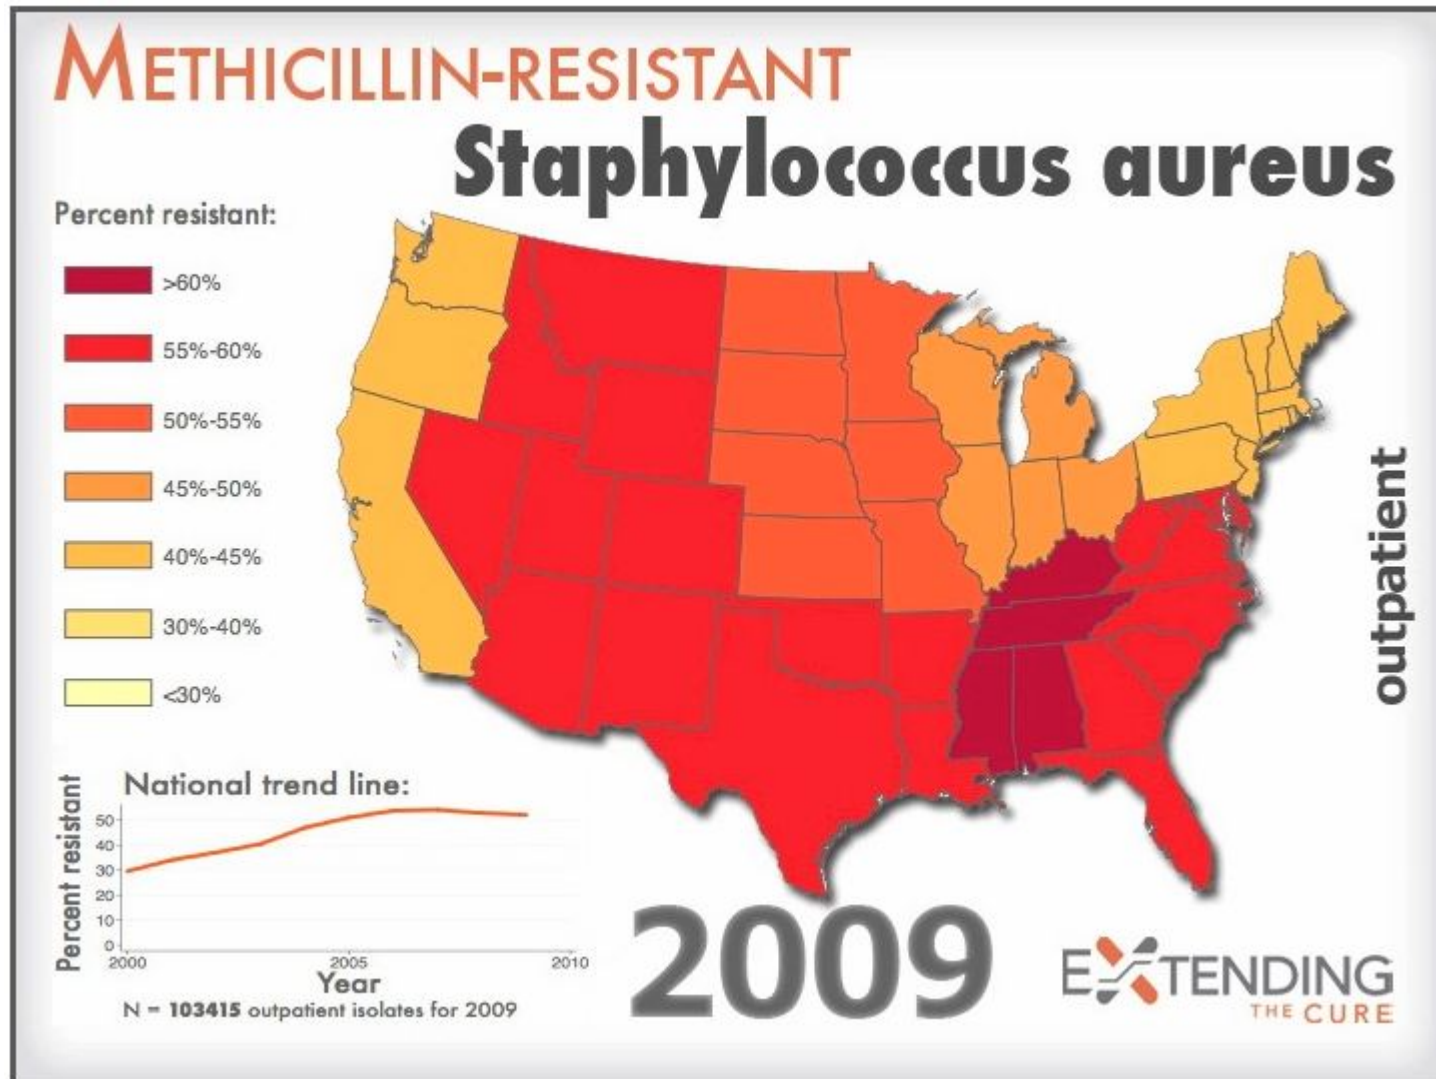 METHICILLIN-RESISTANT
Staphylococcus aureus
Percent resistant:
>60%
55%-60%
50%-55%
45%-50%
40%-45%
30%-40%
<30%
outpatient
National trend line:
Percent resistant
50
40
30
20
10
0
2000 2005 2010
Year
N = 103415 outpatient isolates for 2009
2009
EXTENDING
THE CURE